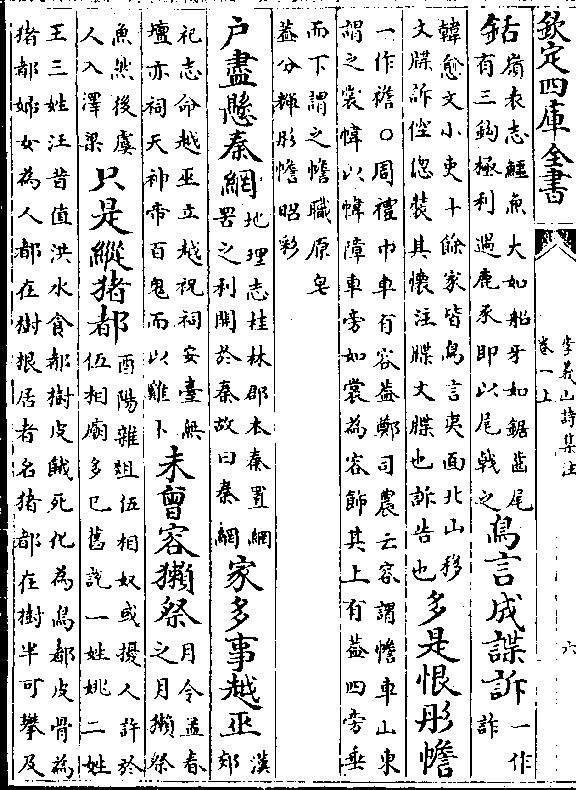 欽定四庫全書
李義山詩集注
卷一上
六
銛
嶺表志鱷魚大如船牙如鋸齒尾
有三鈎極利遇鹿豕即以尾戟之
鳥言成諜訴
一作
詐
韓愈文小吏十餘家皆鳥言夷面北山移
文牒訴倥傯裝其懷注牒文牒也訴告也
多是恨彤幨
一作襜○周禮巾車有容葢鄭司農云容謂幨車山東
謂之裳幃以幃障車旁如裳為容飾其上有葢四旁垂
而下謂之幨職原皂
葢分輝彤幨昭彩
户盡懸秦網
地理志桂林郡本秦置網
罟之利開於秦故曰秦網
家多事越巫
漢
郊
祀志命越巫立越祝祠安臺無
壇亦祠天神帝百鬼而以雞卜
未曾容獺祭
月令孟春
之月獺祭
魚然後虞
人入澤梁
只是縱猪都
酉陽雜俎伍相奴或擾人許於
伍相廟多已舊説一姓姚二姓
王三姓汪昔值洪水食都樹皮餓死化為鳥都皮骨為
猪都婦女為人都在樹根居者名猪都在樹半可攀及